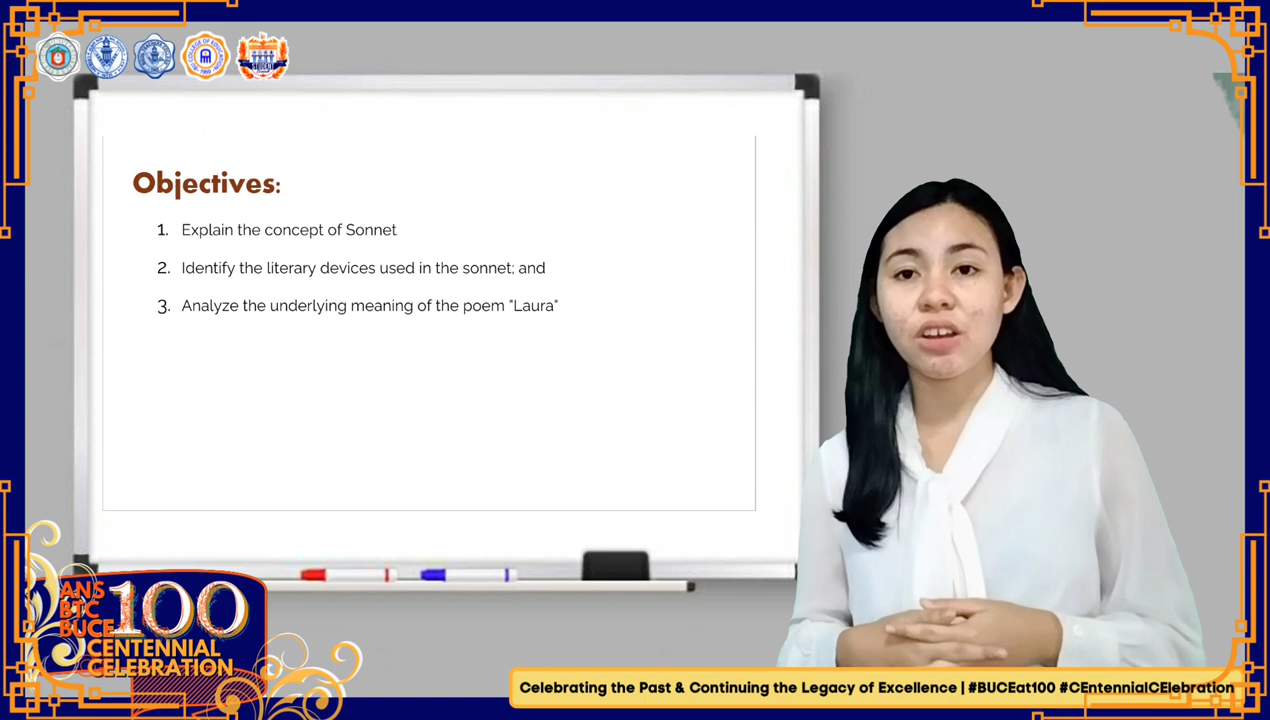 Objectives:
1. Explain the concept of Sonnet
2. Identify the literary devices used in the sonnet; and
3. Analyze the underlying meaning of the poem "Laura"
ANS
BTC
BUCE
100
CENTENNIAL
CELEBRATION
Celebrating the Past & Continuing the Legacy of Excellence | #BUCEat100 #CEntennialCElebration